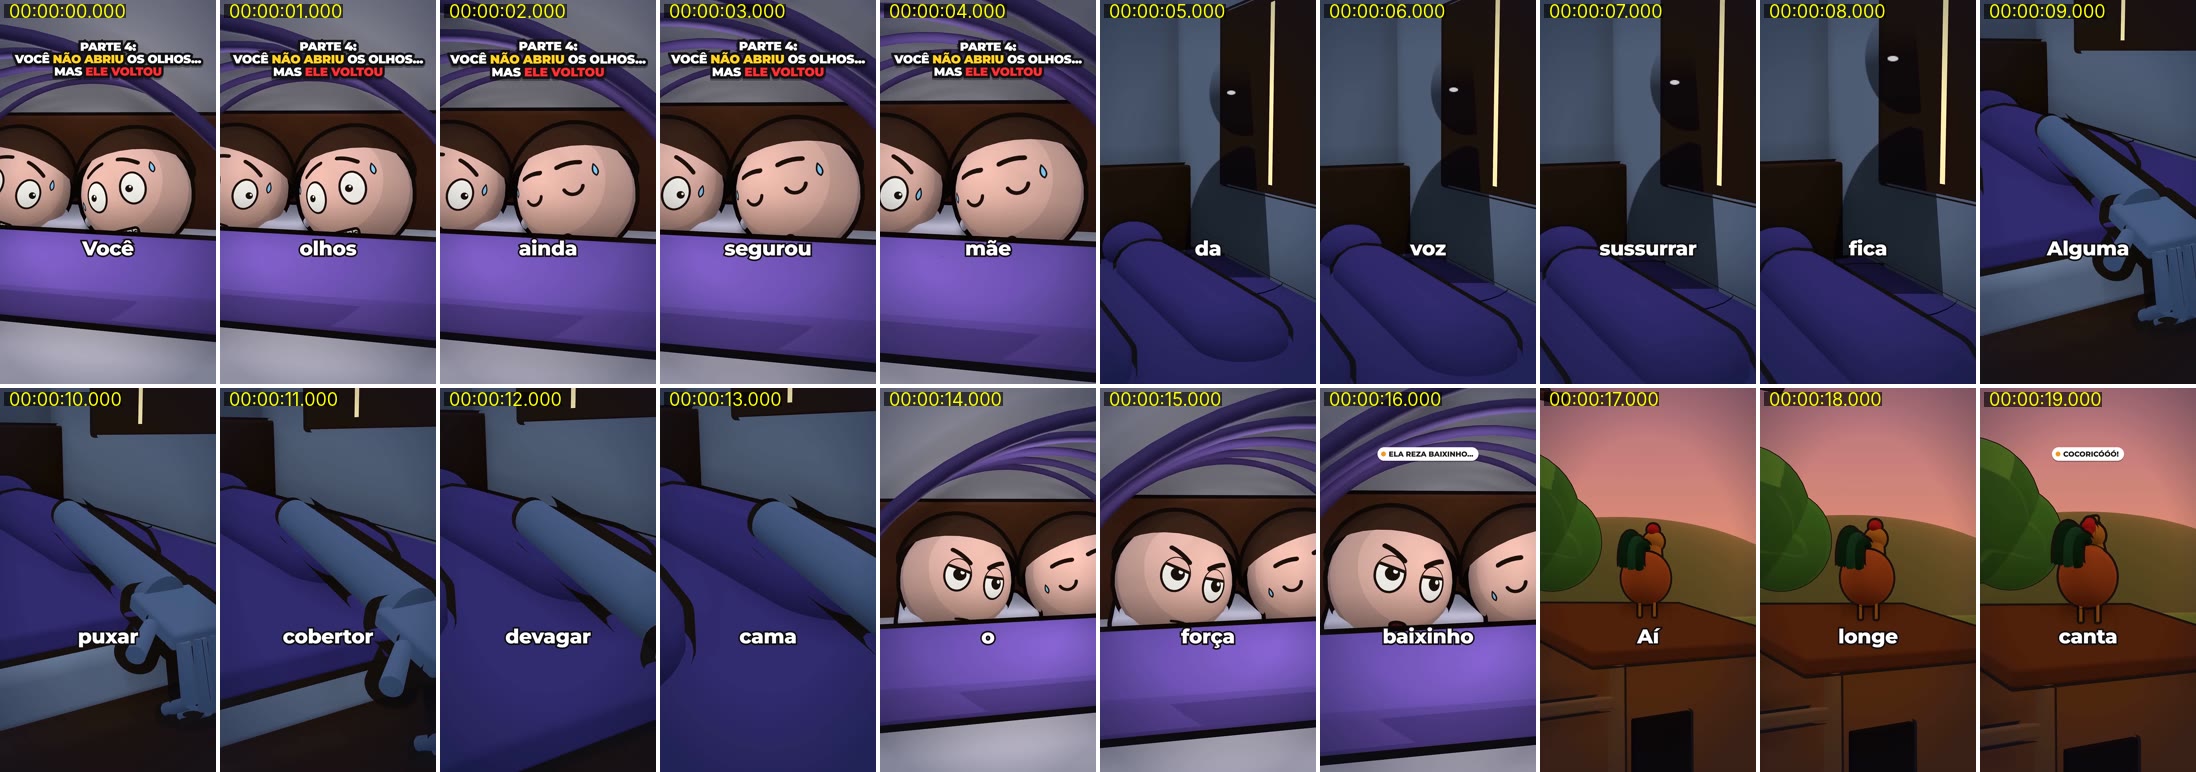 00:00:00.000
PARTE 4:
VOCÊ NÃO ABRIU OS OLHOS...
MAS ELE VOLTOU
Você
00:00:01.000
PARTE 4:
VOCÊ NÃO ABRIU OS OLHOS...
MAS ELE VOLTOU
olhos
00:00:02.000
PARTE 4:
VOCÊ NÃO ABRIU OS OLHOS...
MAS ELE VOLTOU
ainda
00:00:03.000
PARTE 4:
VOCÊ NÃO ABRIU OS OLHOS...
MAS ELE VOLTOU
segurou
00:00:04.000
PARTE 4:
VOCÊ NÃO ABRIU OS OLHOS...
MAS ELE VOLTOU
mãe
00:00:05.000
da
00:00:06.000
voz
00:00:07.000
sussurrar
00:00:08.000
fica
00:00:09.000
Alguma
00:00:10.000
puxar
00:00:11.000
cobertor
00:00:12.000
devagar
00:00:13.000
cama
00:00:14.000
o
00:00:15.000
força
00:00:16.000
ELA REZA BAIXINHO...
baixinho
00:00:17.000
Aí
00:00:18.000
longe
00:00:19.000
COCORICÓÓÓ!
canta